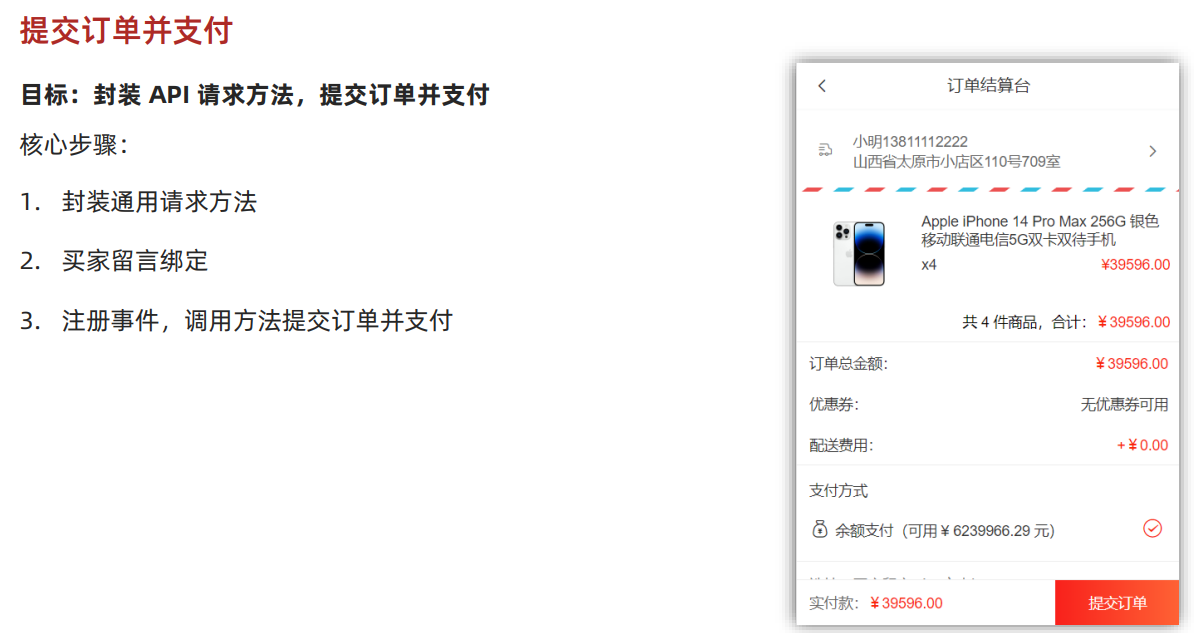 提交订单并支付
目标：封装 API 请求方法，提交订单并支付
核心步骤：
1. 封装通用请求方法
2. 买家留言绑定
3. 注册事件，调用方法提交订单并支付
订单结算台
小明13811112222
山西省太原市小店区110号709室
Apple iPhone 14 Pro Max 256G 银色
移动联通电信5G双卡双待手机
x4 ¥39596.00
共 4 件商品，合计： ¥39596.00
订单总金额： ¥39596.00
优惠券： 无优惠券可用
配送费用： +¥0.00
支付方式
余额支付（可用 ¥ 6239966.29 元）
实付款： ¥39596.00 提交订单